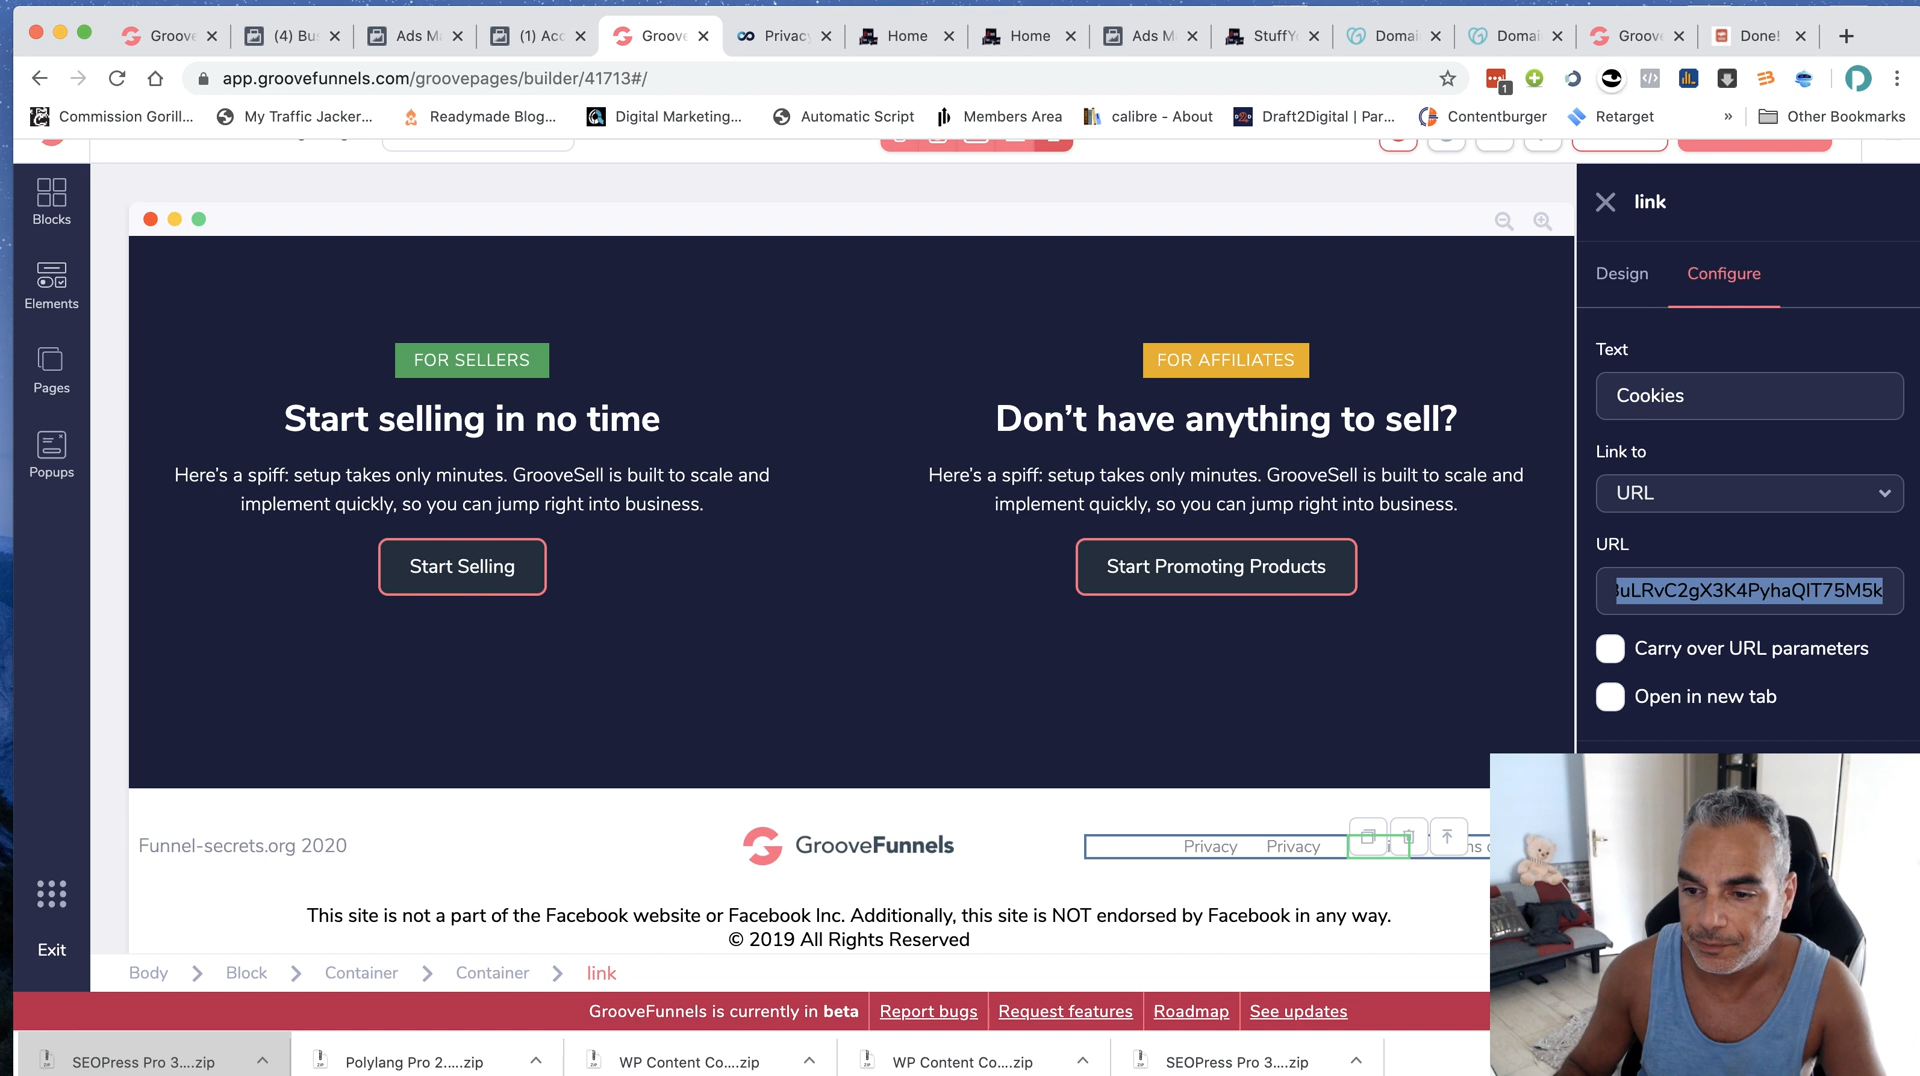 Groove
(4) Bu
Ads M
(1) Acc
Groove
Privacy
Home
Home
Ads M
StuffY
Domai
Domai
Groove
Done!
app.groovefunnels.com/groovepages/builder/41713#/
1
Commission Gorill...
My Traffic Jacker...
Readymade Blog...
Digital Marketing...
Automatic Script
Members Area
calibre - About
Draft2Digital | Par...
Contentburger
Retarget
»
Other Bookmarks
Blocks
Elements
Pages
Popups
Exit
FOR SELLERS
Start selling in no time
Here's a spiff: setup takes only minutes. GrooveSell is built to scale and
implement quickly, so you can jump right into business.
Start Selling
FOR AFFILIATES
Don't have anything to sell?
Here's a spiff: setup takes only minutes. GrooveSell is built to scale and
implement quickly, so you can jump right into business.
Start Promoting Products
link
Design
Configure
Text
Cookies
Link to
URL
URL
uLRvC2gX3K4PyhaQIT75M5k
Carry over URL parameters
Open in new tab
Funnel-secrets.org 2020
GrooveFunnels
Privacy
Privacy
This site is not a part of the Facebook website or Facebook Inc. Additionally, this site is NOT endorsed by Facebook in any way.
© 2019 All Rights Reserved
Body
Block
Container
Container
link
GrooveFunnels is currently in beta
Report bugs
Request features
Roadmap
See updates
SEOPress Pro 3....zip
Polylang Pro 2.....zip
WP Content Co....zip
WP Content Co....zip
SEOPress Pro 3....zip